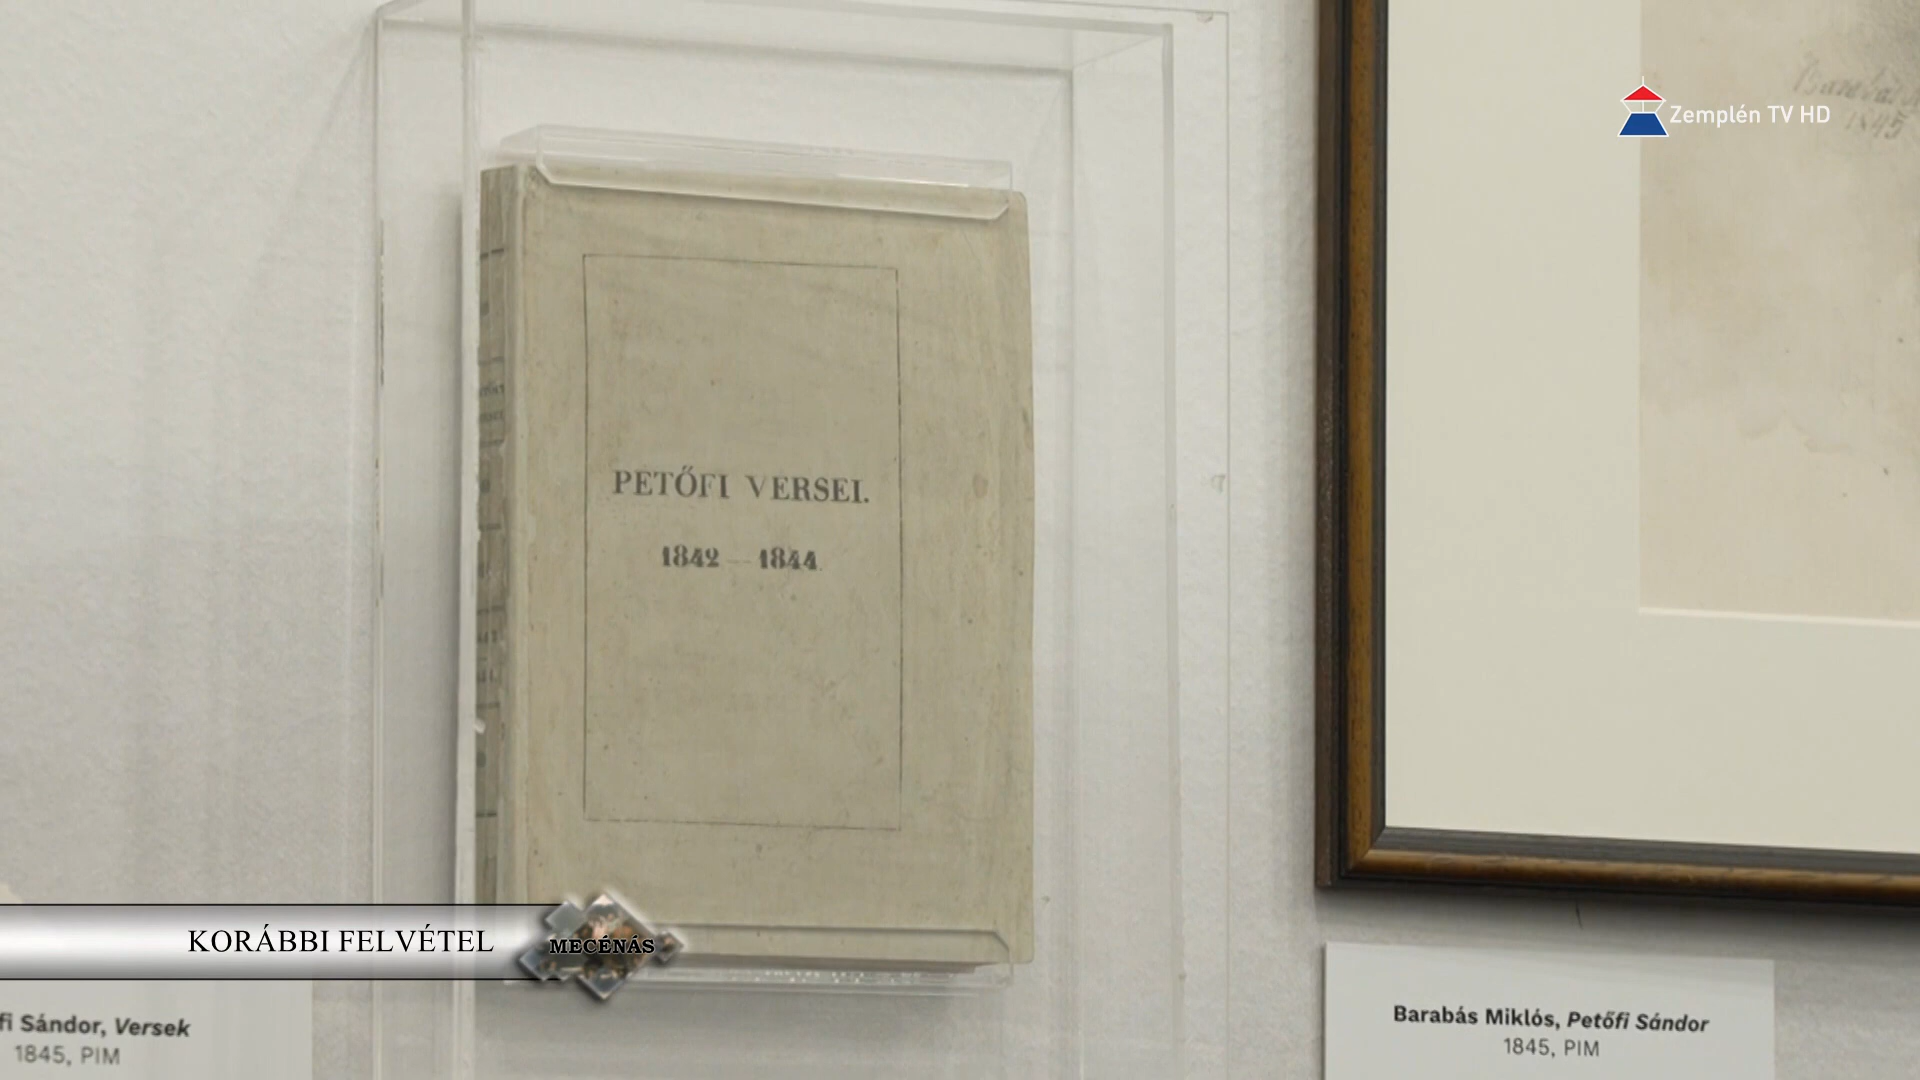 Zemplén TV HD
1845
PETŐFI VERSEI.
1842 — 1844.
KORÁBBI FELVÉTEL
MECÉNÁS
Sándor, Versek
1845, PIM
Barabás Miklós, Petőfi Sándor
1845, PIM